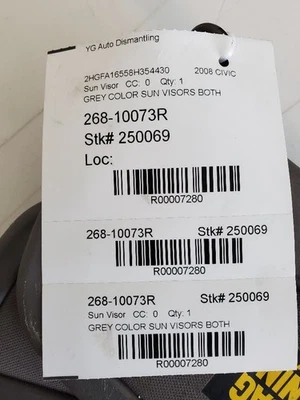 YG Auto Dismantling
2HGFA16558H354430 2008 CIVIC
Sun Visor CC: 0 Qty: 1
GREY COLOR SUN VISORS BOTH
268-10073R
Stk# 250069
Loc:
R00007280
268-10073R Stk# 250069
R00007280
268-10073R Stk# 250069
Sun Visor CC: 0 Qty: 1
GREY COLOR SUN VISORS BOTH
R00007280